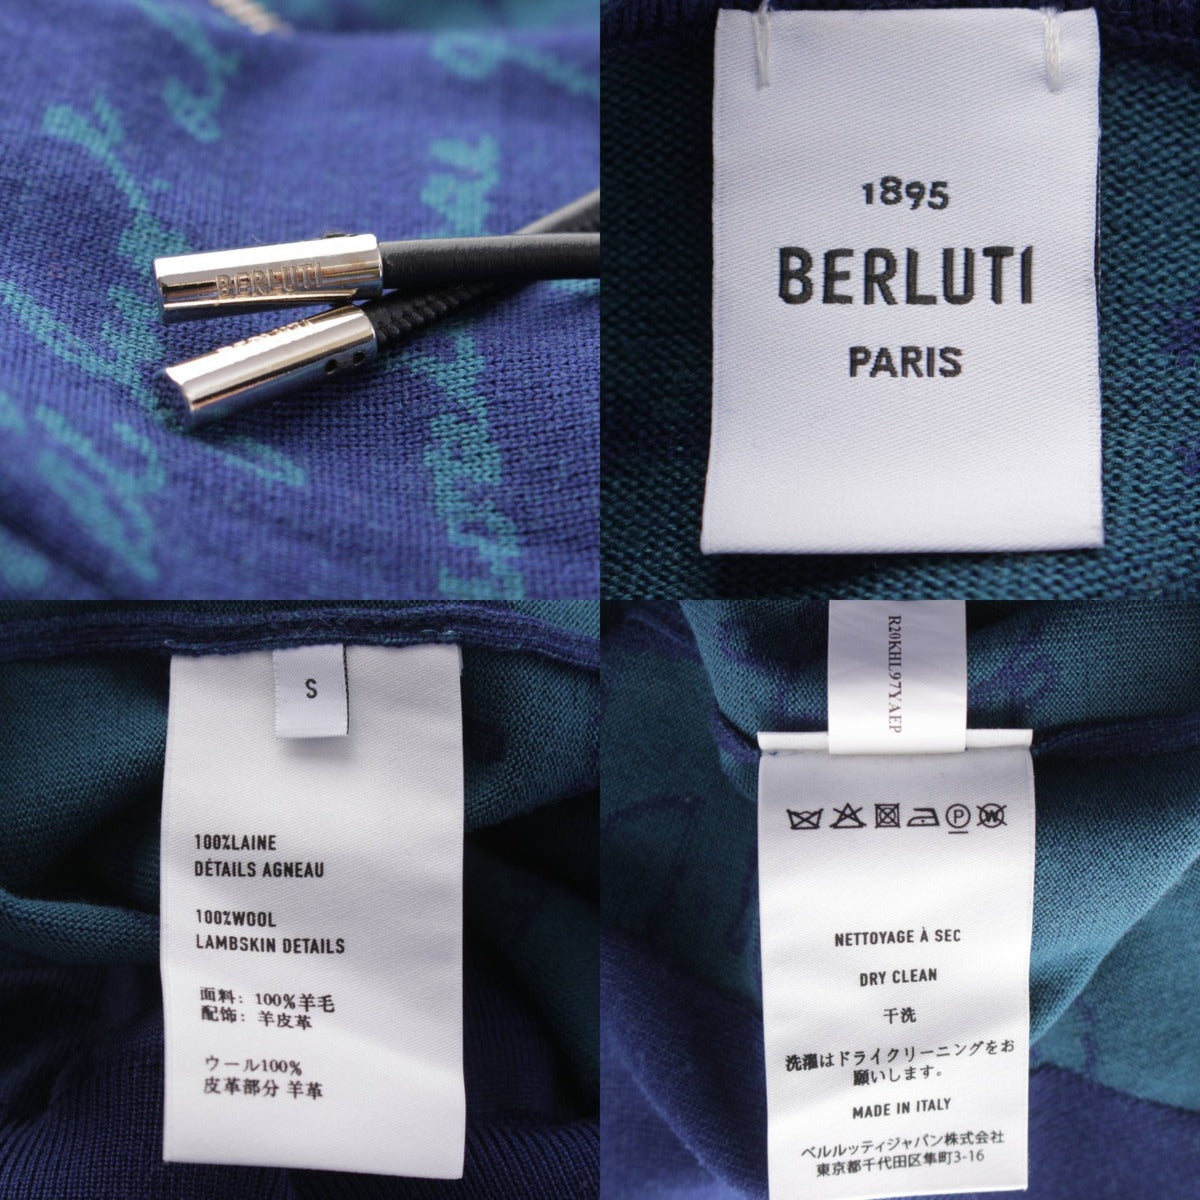 BERLUTI
BERLUTI
1895
BERLUTI
PARIS
S
100%LAINE
DÉTAILS AGNEAU
100%WOOL
LAMBSKIN DETAILS
面料: 100%羊毛
配饰: 羊皮革
ウール100%
皮革部分 羊革
R20KHL97YAEP
P
W
NETTOYAGE À SEC
DRY CLEAN
干洗
洗濯はドライクリーニングをお
願いします。
MADE IN ITALY
ベルルッティジャパン株式会社
東京都千代田区隼町3-16